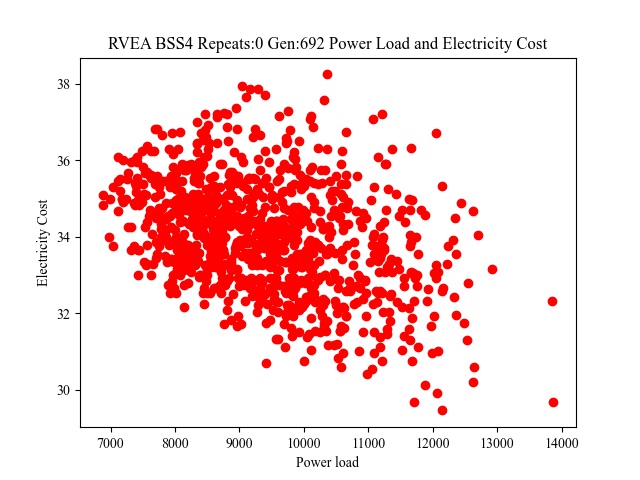 RVEA BSS4 Repeats:0 Gen:692 Power Load and Electricity Cost
38
36
34
32
30
Electricity Cost
7000 8000 9000 10000 11000 12000 13000 14000
Power load